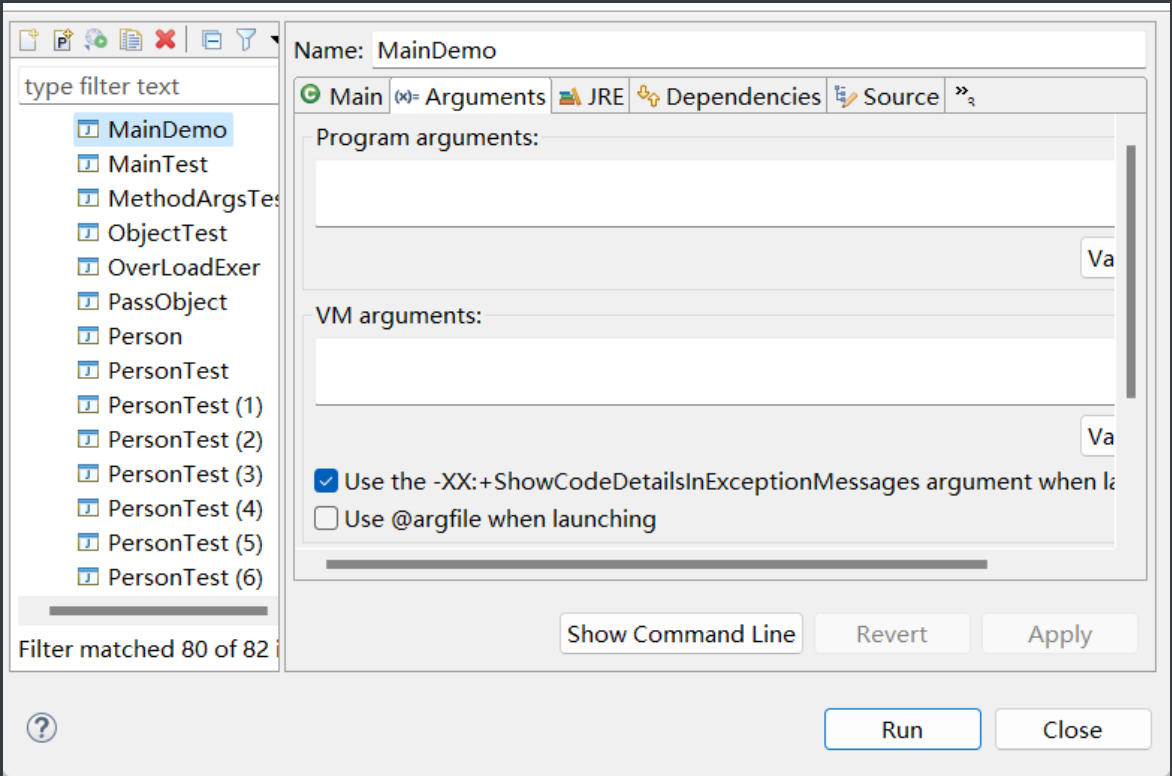 type filter text
MainDemo
MainTest
MethodArgsTes
ObjectTest
OverLoadExer
PassObject
Person
PersonTest
PersonTest (1)
PersonTest (2)
PersonTest (3)
PersonTest (4)
PersonTest (5)
PersonTest (6)
Filter matched 80 of 82 i
Name: MainDemo
Main (x)= Arguments JRE Dependencies Source »3
Program arguments:
Va
VM arguments:
Va
Use the -XX:+ShowCodeDetailsInExceptionMessages argument when la
Use @argfile when launching
Show Command Line Revert Apply
Run Close